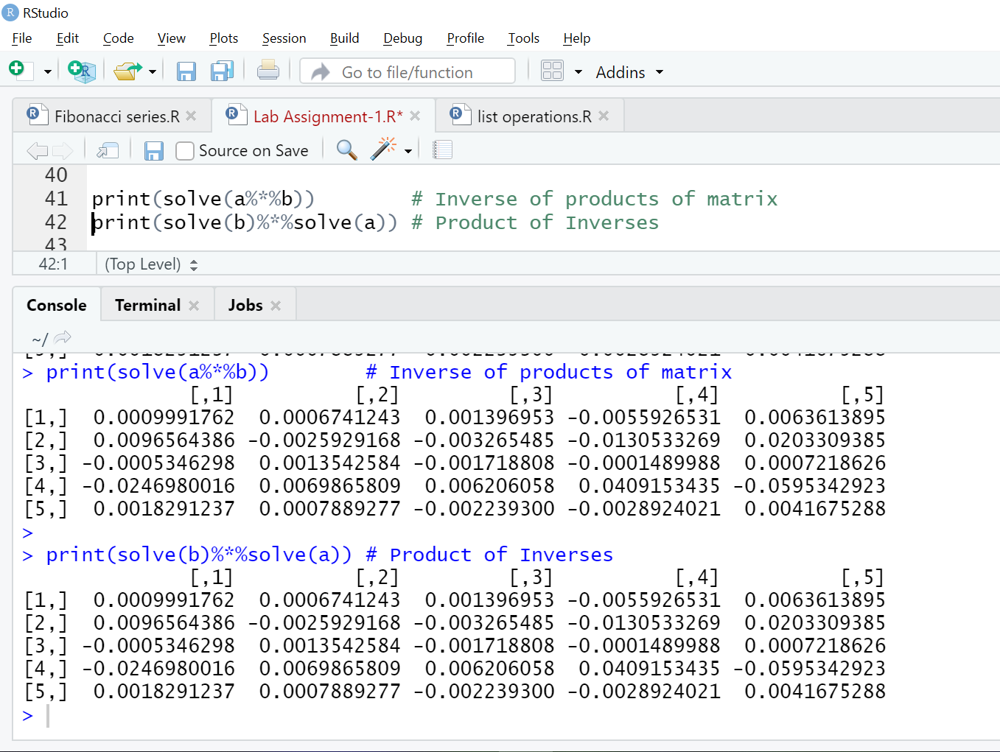 R RStudio
File Edit Code View Plots Session Build Debug Profile Tools Help
Go to file/function Addins
Fibonacci series.R Lab Assignment-1.R* list operations.R
Source on Save
40
41 print(solve(a%*%b)) # Inverse of products of matrix
42 print(solve(b)%*%solve(a)) # Product of Inverses
43
42:1 (Top Level)
Console Terminal Jobs
~/
> print(solve(a%*%b)) # Inverse of products of matrix
[,1] [,2] [,3] [,4] [,5]
[1,] 0.0009991762 0.0006741243 0.001396953 -0.0055926531 0.0063613895
[2,] 0.0096564386 -0.0025929168 -0.003265485 -0.0130533269 0.0203309385
[3,] -0.0005346298 0.0013542584 -0.001718808 -0.0001489988 0.0007218626
[4,] -0.0246980016 0.0069865809 0.006206058 0.0409153435 -0.0595342923
[5,] 0.0018291237 0.0007889277 -0.002239300 -0.0028924021 0.0041675288
>
> print(solve(b)%*%solve(a)) # Product of Inverses
[,1] [,2] [,3] [,4] [,5]
[1,] 0.0009991762 0.0006741243 0.001396953 -0.0055926531 0.0063613895
[2,] 0.0096564386 -0.0025929168 -0.003265485 -0.0130533269 0.0203309385
[3,] -0.0005346298 0.0013542584 -0.001718808 -0.0001489988 0.0007218626
[4,] -0.0246980016 0.0069865809 0.006206058 0.0409153435 -0.0595342923
[5,] 0.0018291237 0.0007889277 -0.002239300 -0.0028924021 0.0041675288
>